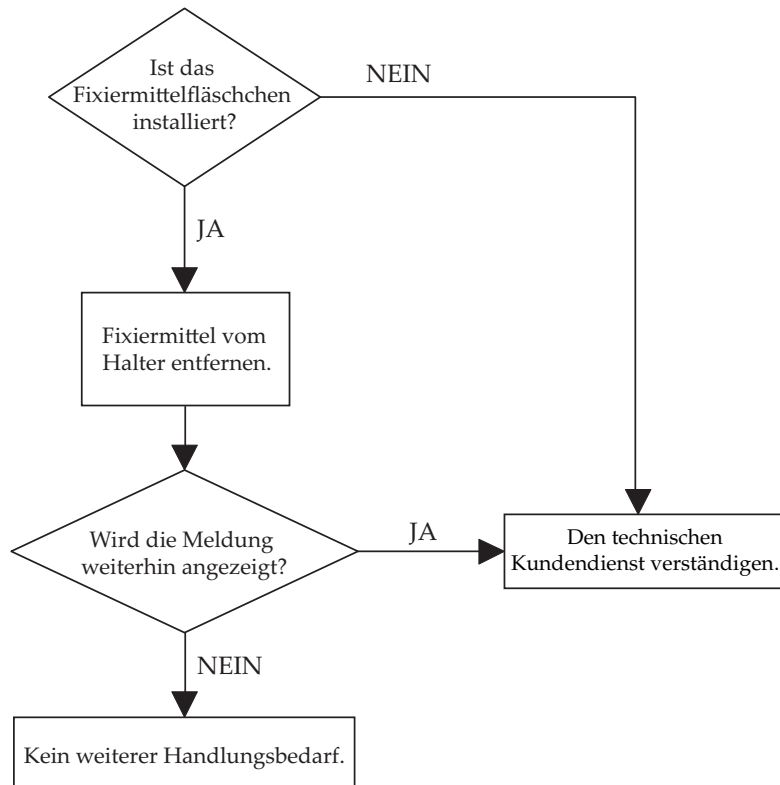 Ist das
Fixiermittelfläschchen
installiert?
NEIN
JA
Fixiermittel vom
Halter entfernen.
Wird die Meldung
weiterhin angezeigt?
JA
Den technischen
Kundendienst verständigen.
NEIN
Kein weiterer Handlungsbedarf.